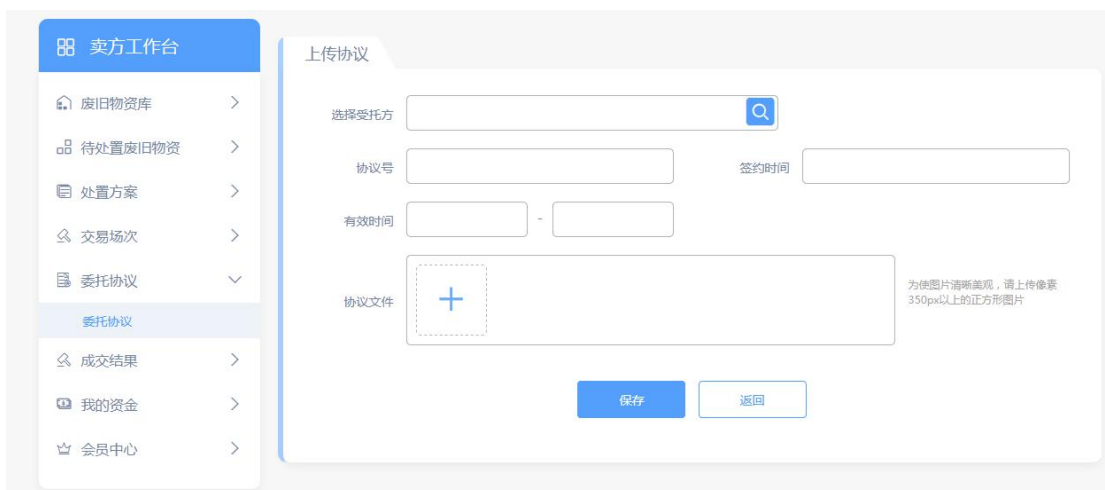 卖方工作台
废旧物资库
待处置废旧物资
处置方案
交易场次
委托协议
委托协议
成交结果
我的资金
会员中心
上传协议
选择受托方
协议号
签约时间
有效时间
-
协议文件
为使图片清晰美观，请上传像素
350px以上的正方形图片
保存
返回